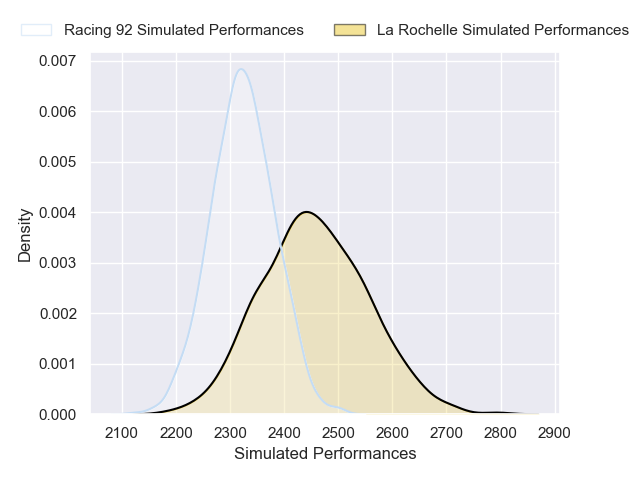 Racing 92 Simulated Performances
La Rochelle Simulated Performances
0.007
0.006
0.005
0.004
0.003
0.002
0.001
0.000
Density
2100 2200 2300 2400 2500 2600 2700 2800 2900
Simulated Performances